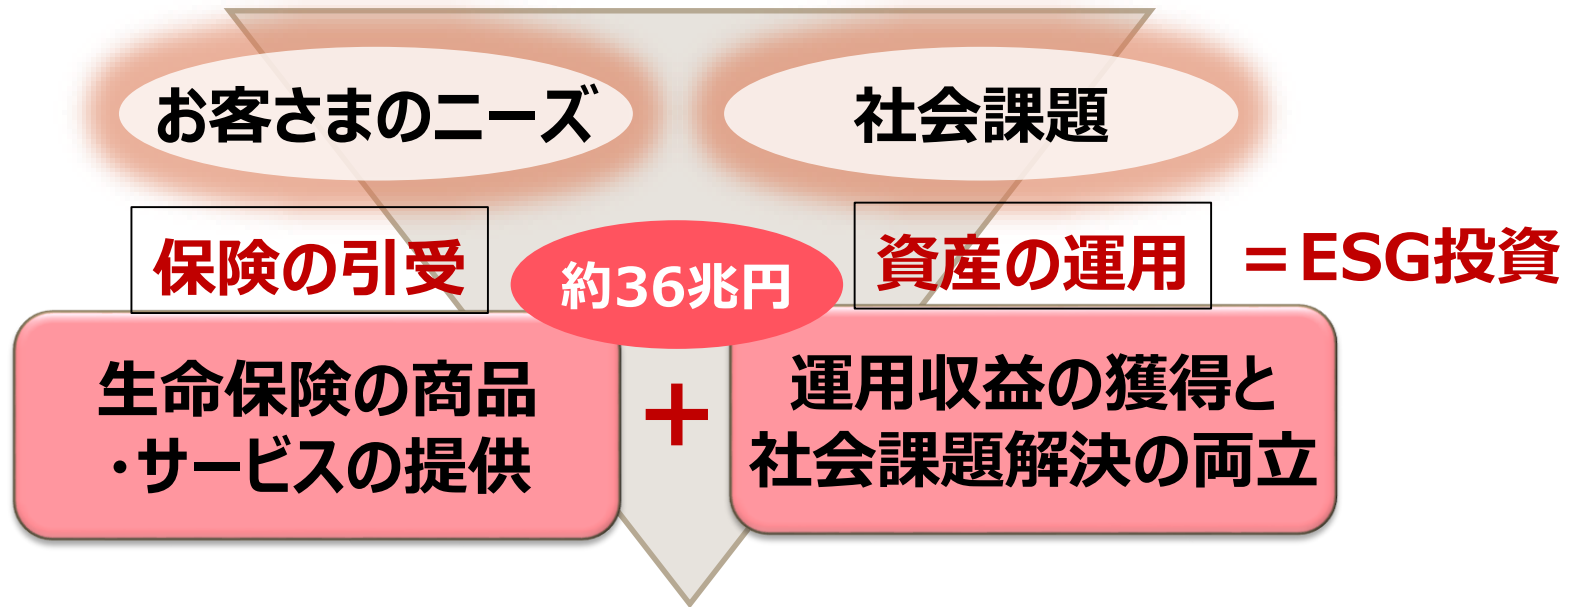 お客さまのニーズ
社会課題
保険の引受
約36兆円
資産の運用
＝ESG投資
生命保険の商品
・サービスの提供
＋
運用収益の獲得と
社会課題解決の両立